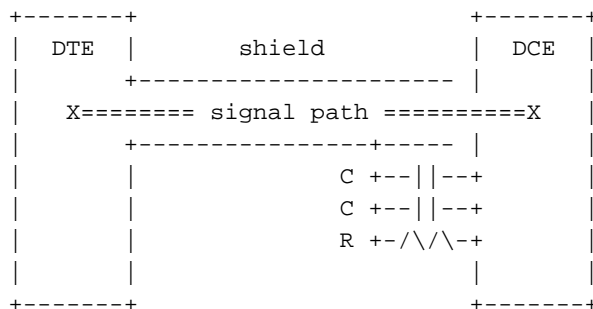 +-------+                       +-------+
|  DTE  |       shield          |  DCE  |
|       +---------------------- |       |
|   X======== signal path ==========X   |
|       +----------------+----- |       |
|       |              C +--||--+       |
|       |              C +--||--+       |
|       |              R +-/\/\-+       |
|       |                       |       |
+-------+                       +-------+